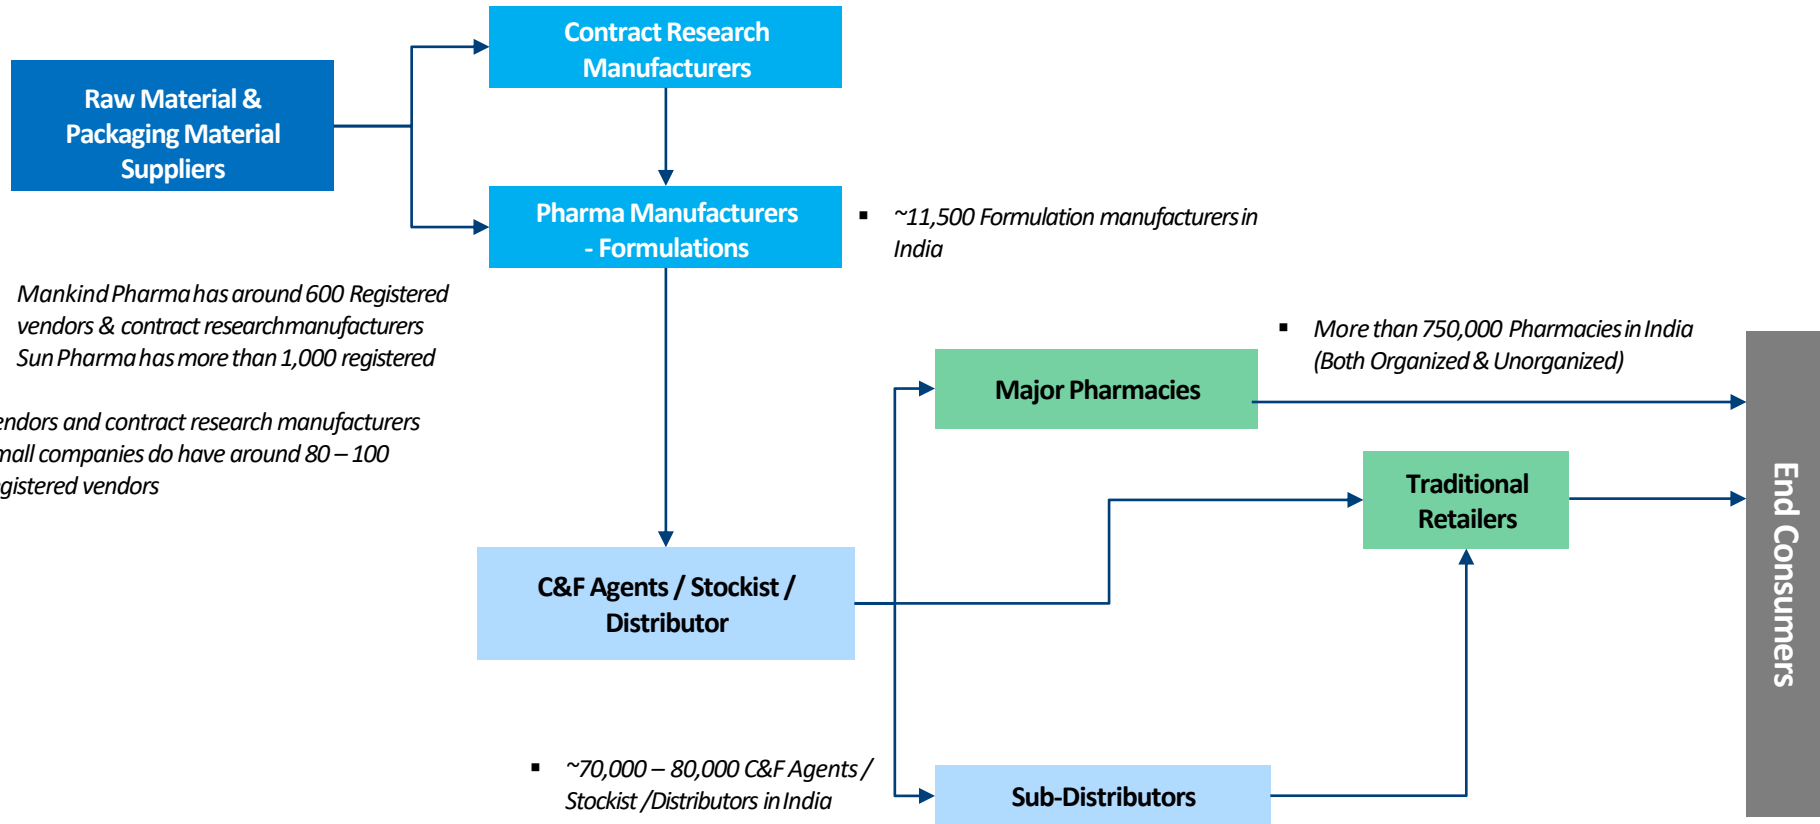 Contract Research
Manufacturers
Raw Material &
Packaging Material
Suppliers
Pharma Manufacturers
- Formulations
▪ ~11,500 Formulation manufacturers in
India
Mankind Pharma has around 600 Registered
vendors & contract research manufacturers
Sun Pharma has more than 1,000 registered
endors and contract research manufacturers
mall companies do have around 80 – 100
egistered vendors
▪ More than 750,000 Pharmacies in India
(Both Organized & Unorganized)
Major Pharmacies
Traditional
Retailers
End Consumers
C&F Agents / Stockist /
Distributor
▪ ~70,000 – 80,000 C&F Agents /
Stockist /Distributors in India
Sub-Distributors